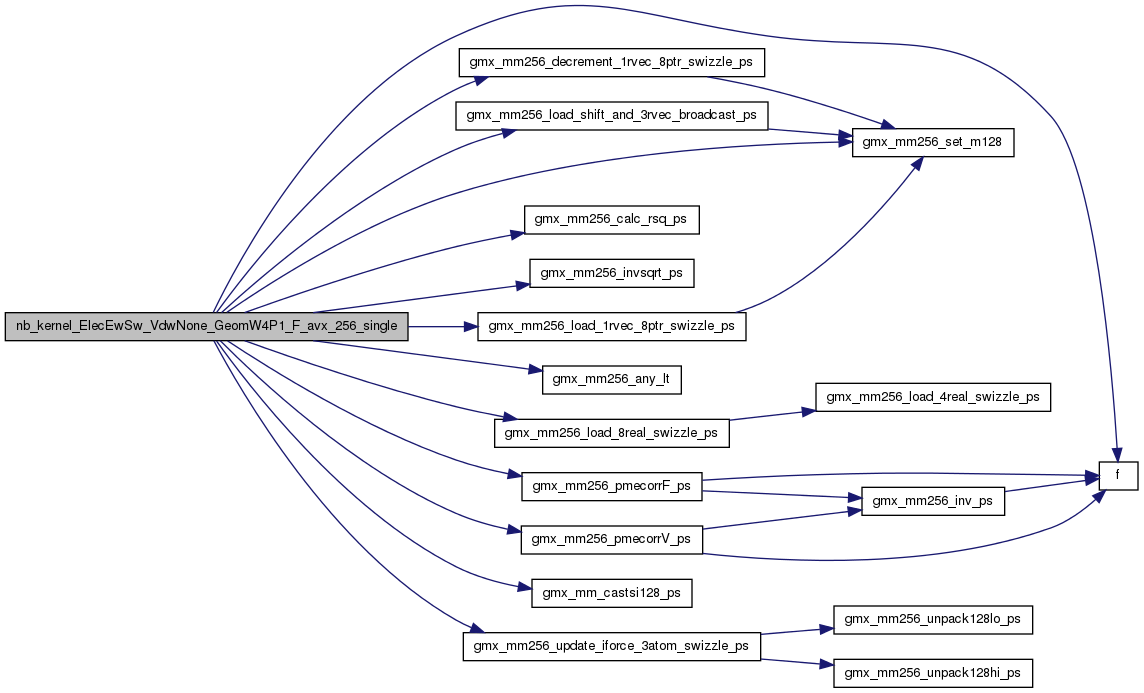 gmx_mm256_decrement_1rvec_8ptr_swizzle_ps
gmx_mm256_load_shift_and_3rvec_broadcast_ps
gmx_mm256_set_m128
gmx_mm256_calc_rsq_ps
gmx_mm256_invsqrt_ps
nb_kernel_ElecEwSw_VdwNone_GeomW4P1_F_avx_256_single
gmx_mm256_load_1rvec_8ptr_swizzle_ps
gmx_mm256_any_lt
gmx_mm256_load_4real_swizzle_ps
gmx_mm256_load_8real_swizzle_ps
f
gmx_mm256_pmecorrF_ps
gmx_mm256_inv_ps
gmx_mm256_pmecorrV_ps
gmx_mm_castsi128_ps
gmx_mm256_unpack128lo_ps
gmx_mm256_update_iforce_3atom_swizzle_ps
gmx_mm256_unpack128hi_ps